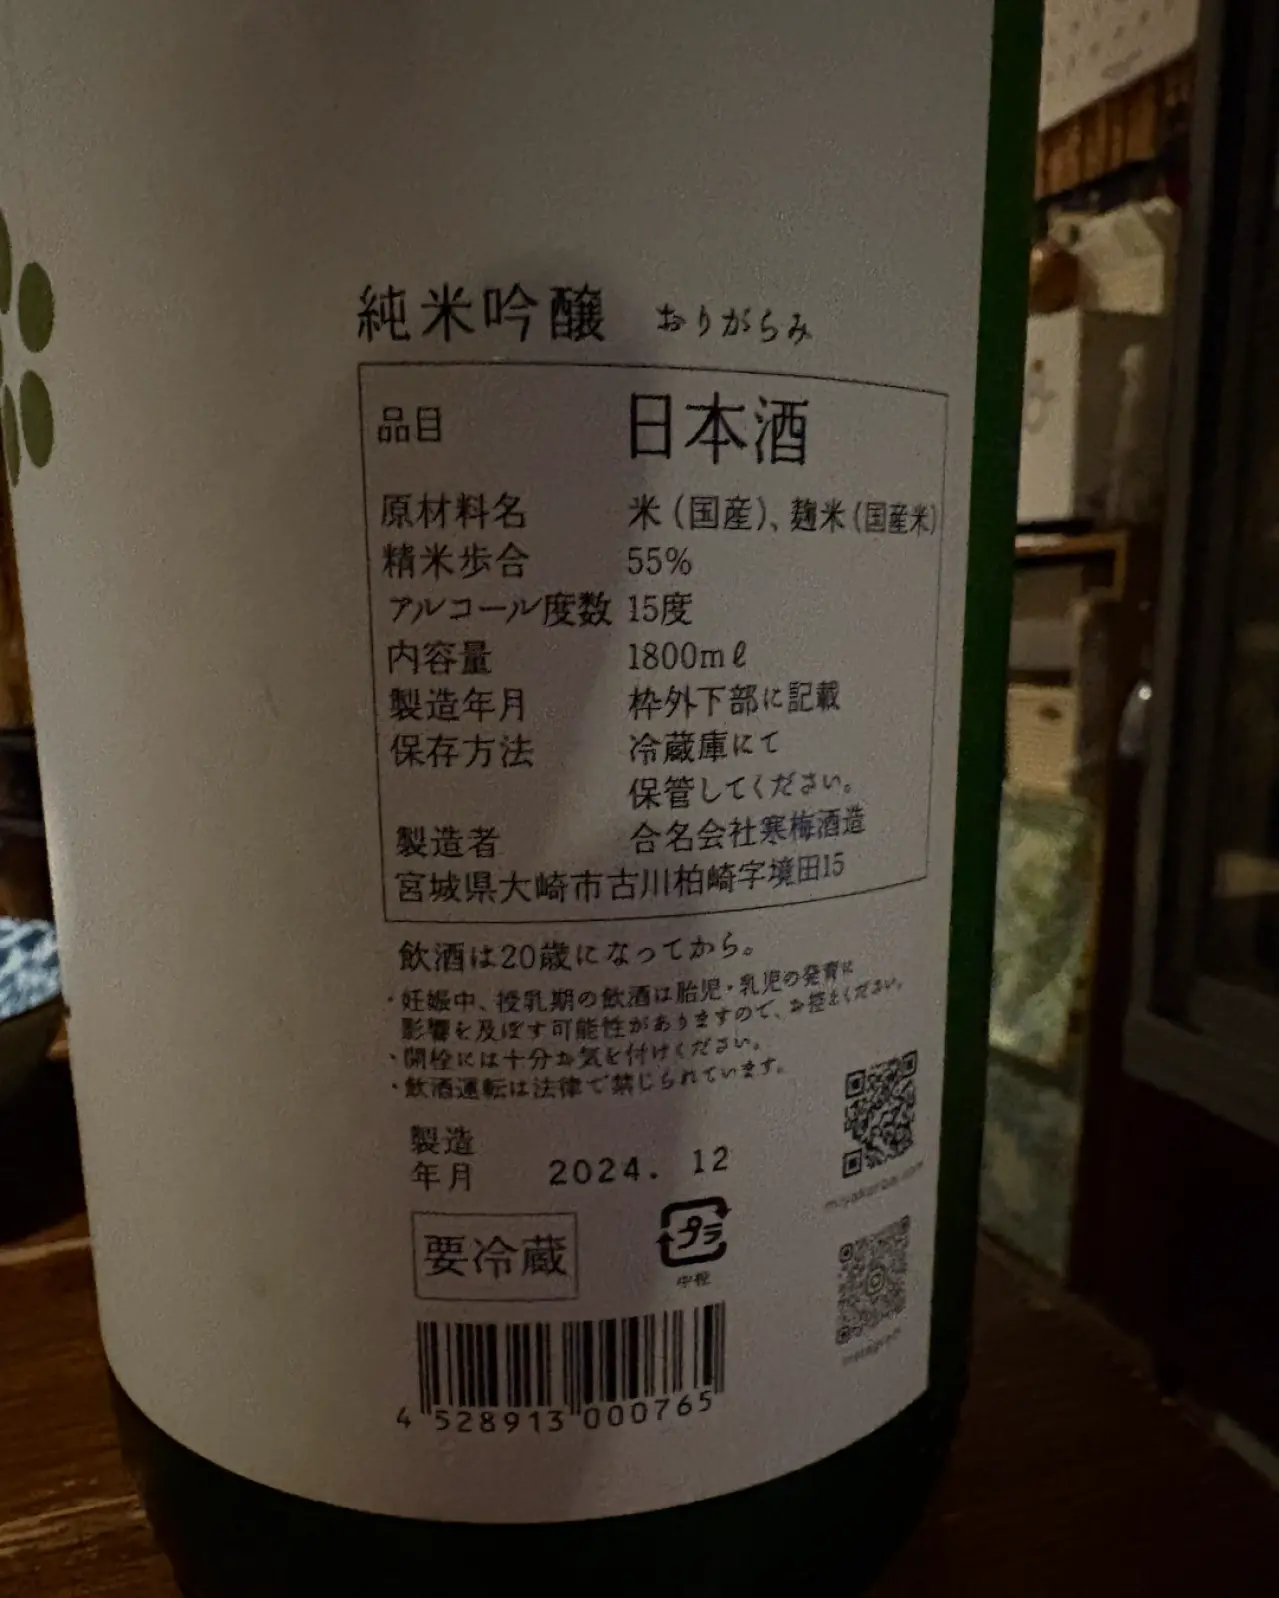 純米吟醸 おりがらみ
品目 日本酒
原材料名 米（国産）、麹米（国産米）
精米歩合 55%
アルコール度数 15度
内容量 1800mℓ
製造年月 枠外下部に記載
保存方法 冷蔵庫にて
保管してください。
製造者 合名会社寒梅酒造
宮城県大崎市古川柏崎字境田15
飲酒は20歳になってから。
・妊娠中、授乳期の飲酒は胎児・乳児の発育に
影響を及ぼす可能性がありますので、お控えください。
・開栓には十分お気を付けください。
・飲酒運転は法律で禁じられています。
製造
年月 2024. 12
要冷蔵
プラ
中栓
4 528913 000765
instagram